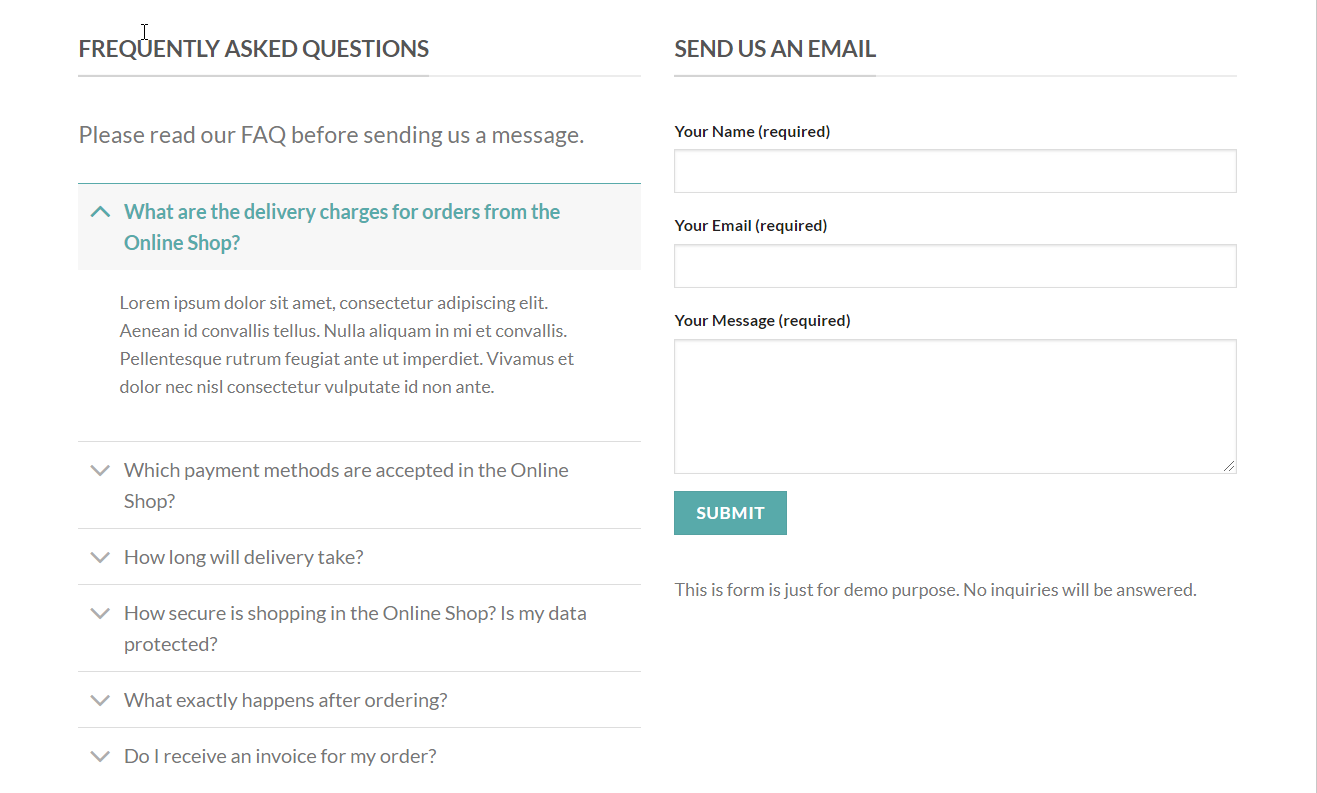 FREQUENTLY ASKED QUESTIONS
Please read our FAQ before sending us a message.
What are the delivery charges for orders from the
Online Shop?
Lorem ipsum dolor sit amet, consectetur adipiscing elit.
Aenean id convallis tellus. Nulla aliquam in mi et convallis.
Pellentesque rutrum feugiat ante ut imperdiet. Vivamus et
dolor nec nisl consectetur vulputate id non ante.
Which payment methods are accepted in the Online
Shop?
How long will delivery take?
How secure is shopping in the Online Shop? Is my data
protected?
What exactly happens after ordering?
Do I receive an invoice for my order?
SEND US AN EMAIL
Your Name (required)
Your Email (required)
Your Message (required)
SUBMIT
This is form is just for demo purpose. No inquiries will be answered.